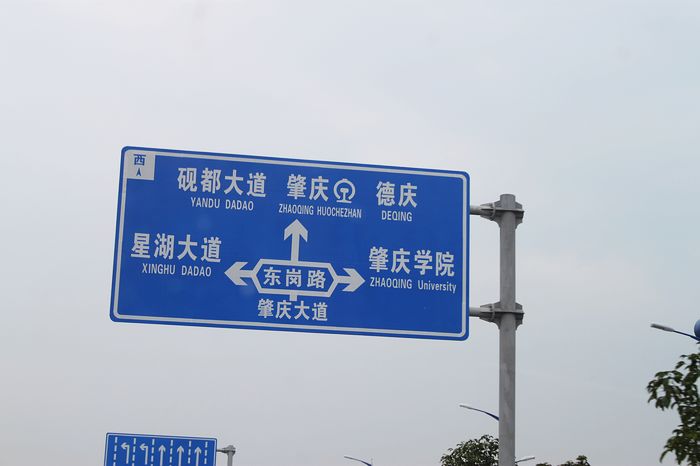 西
砚都大道 肇庆 德庆
YANDU DADAO ZHAOQING HUOCHEZHAN DEQING
星湖大道 东岗路 肇庆学院
XINGHU DADAO ZHAOQING University
肇庆大道